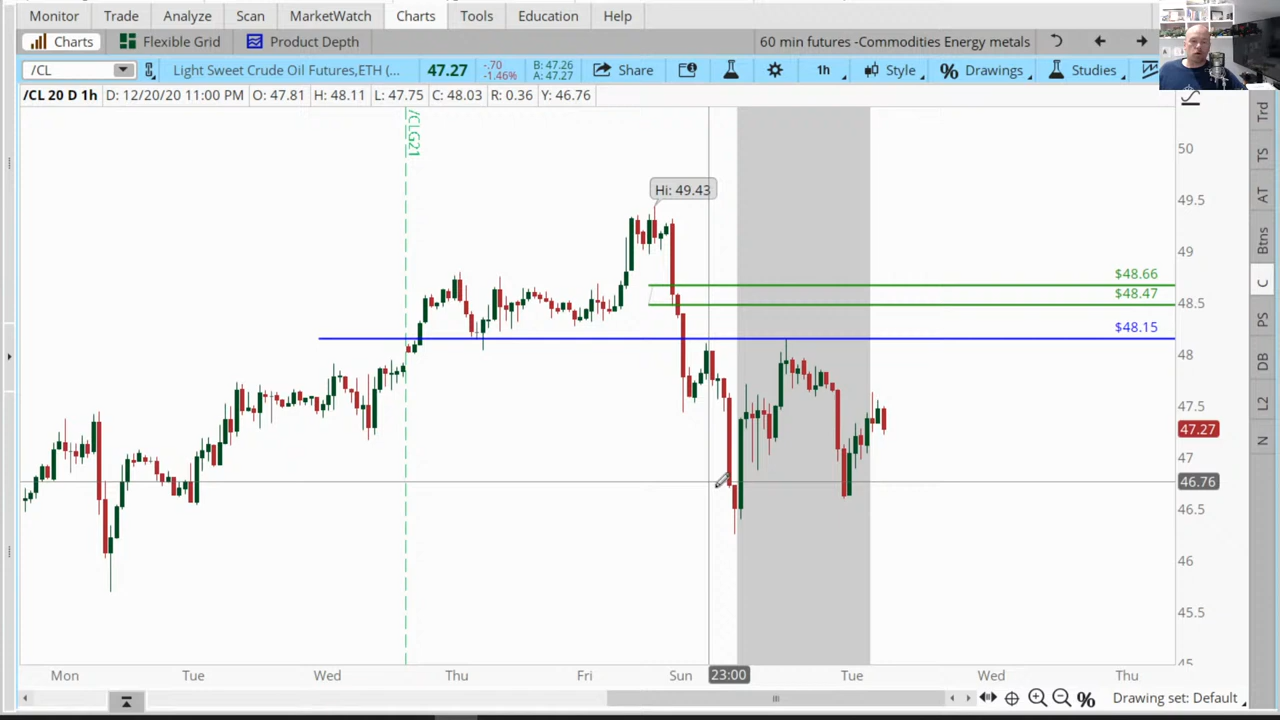 Monitor Trade Analyze Scan MarketWatch Charts Tools Education Help
Charts Flexible Grid Product Depth 60 min futures -Commodities Energy metals
/CL Light Sweet Crude Oil Futures,ETH (... 47.27 -.70 -1.46% B: 47.26 A: 47.27 Share 1h Style Drawings Studies
/CL 20 D 1h D: 12/20/20 11:00 PM O: 47.81 H: 48.11 L: 47.75 C: 48.03 R: 0.36 Y: 46.76
/CLG21
Hi: 49.43
$48.66
$48.47
$48.15
50
49.5
49
48.5
48
47.5
47.27
47
46.76
46.5
46
45.5
45
Trd
TS
AT
Btns
C
PS
DB
L2
N
Mon Tue Wed Thu Fri Sun 23:00 Tue Wed Thu
Drawing set: Default